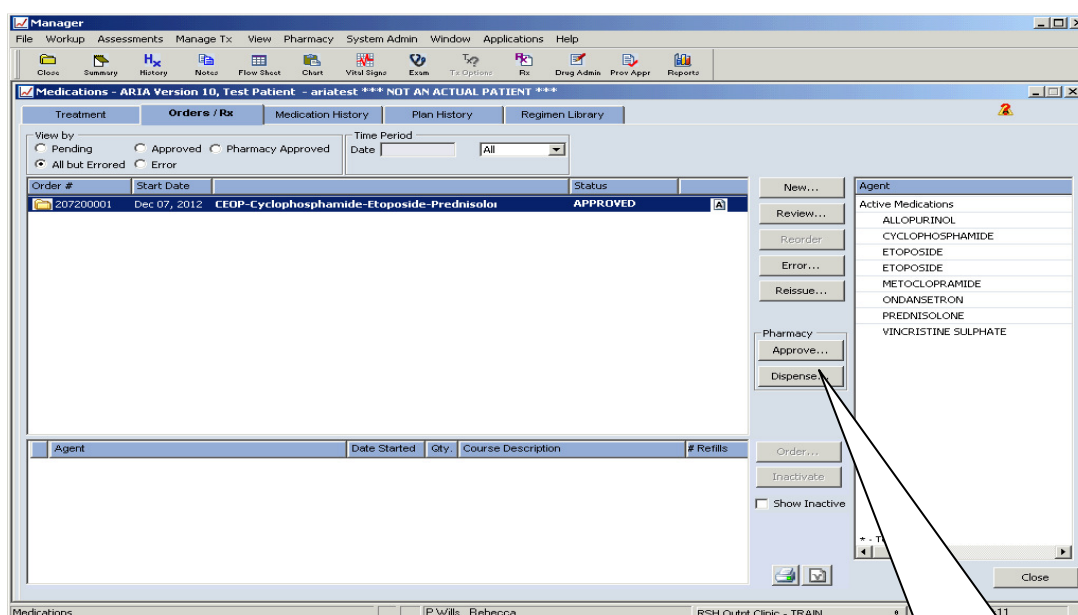 Manager
File Workup Assessments Manage Tx View Pharmacy System Admin Window Applications Help
Close Summary History Notes Flow Sheet Chart Vital Signs Exam Tx Options Rx Drug Admin Prov Appr Reports
Medications - ARIA Version 10, Test Patient - ariatest *** NOT AN ACTUAL PATIENT ***
Treatment Orders / Rx Medication History Plan History Regimen Library
View by Time Period
Pending Approved Pharmacy Approved Date All
All but Errored Error
Order # Start Date Status
207200001 Dec 07, 2012 CEOP-Cyclophosphamide-Etoposide-Prednisolo APPROVED A
New...
Review...
Reorder
Error...
Reissue...
Pharmacy
Approve...
Dispense...
Agent
Active Medications
ALLOPURINOL
CYCLOPHOSPHAMIDE
ETOPOSIDE
ETOPOSIDE
METOCLOPRAMIDE
ONDANSETRON
PREDNISOLONE
VINCRISTINE SULPHATE
Agent Date Started Qty. Course Description # Refills
Order...
Inactivate
Show Inactive
Close
Medications P.Wills, Rebecca RSH Outpt Clinic - TRAIN